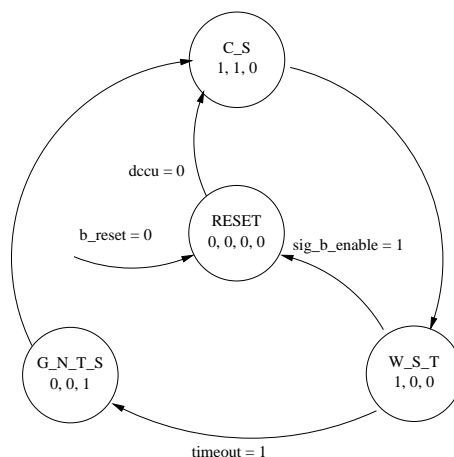 C_S
1, 1, 0
dccu = 0
RESET
0, 0, 0, 0
b_reset = 0
sig_b_enable = 1
G_N_T_S
0, 0, 1
W_S_T
1, 0, 0
timeout = 1